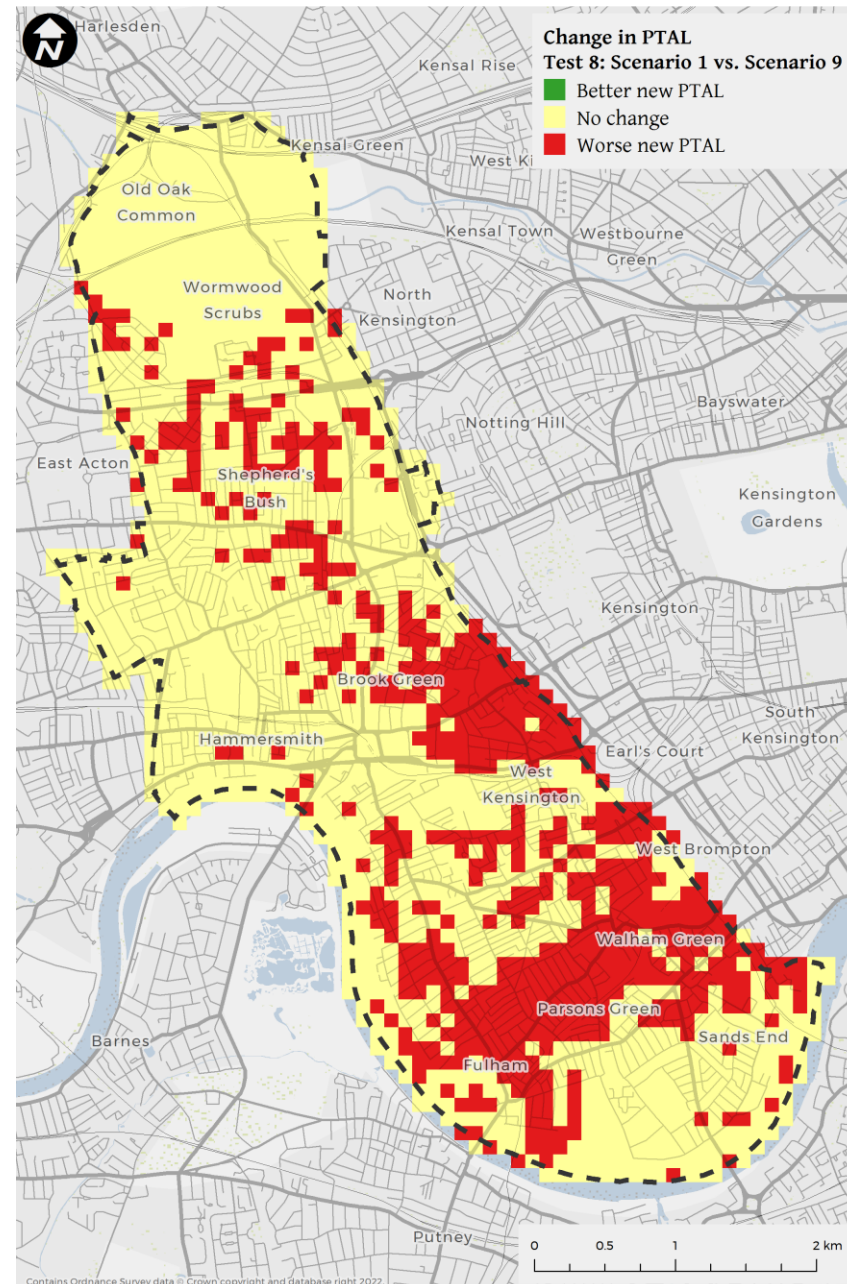 N
Harlesden
Change in PTAL
Test 8: Scenario 1 vs. Scenario 9
Better new PTAL
No change
Worse new PTAL
Kensal Rise
Kensal Green
West Ki
Old Oak
Common
Kensal Town
Westbourne
Green
Wormwood
Scrubs
North
Kensington
Bayswater
Notting Hill
East Acton
Shepherd's
Bush
Kensington
Gardens
Kensington
Brook Green
South
Kensington
Hammersmith
Earl's Court
West
Kensington
West Brompton
Walham Green
Parsons Green
Sands End
Barnes
Fulham
Putney
0 0.5 1 2 km
Contains Ordnance Survey data © Crown copyright and database right 2022